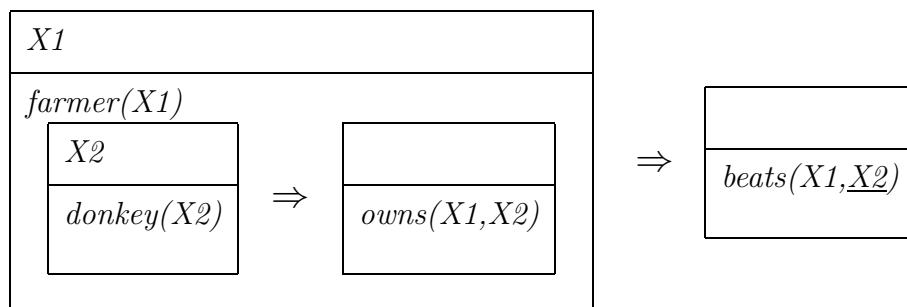 X1
farmer(X1)
X2
donkey(X2)
⇒
owns(X1,X2)
⇒
beats(X1,X2)